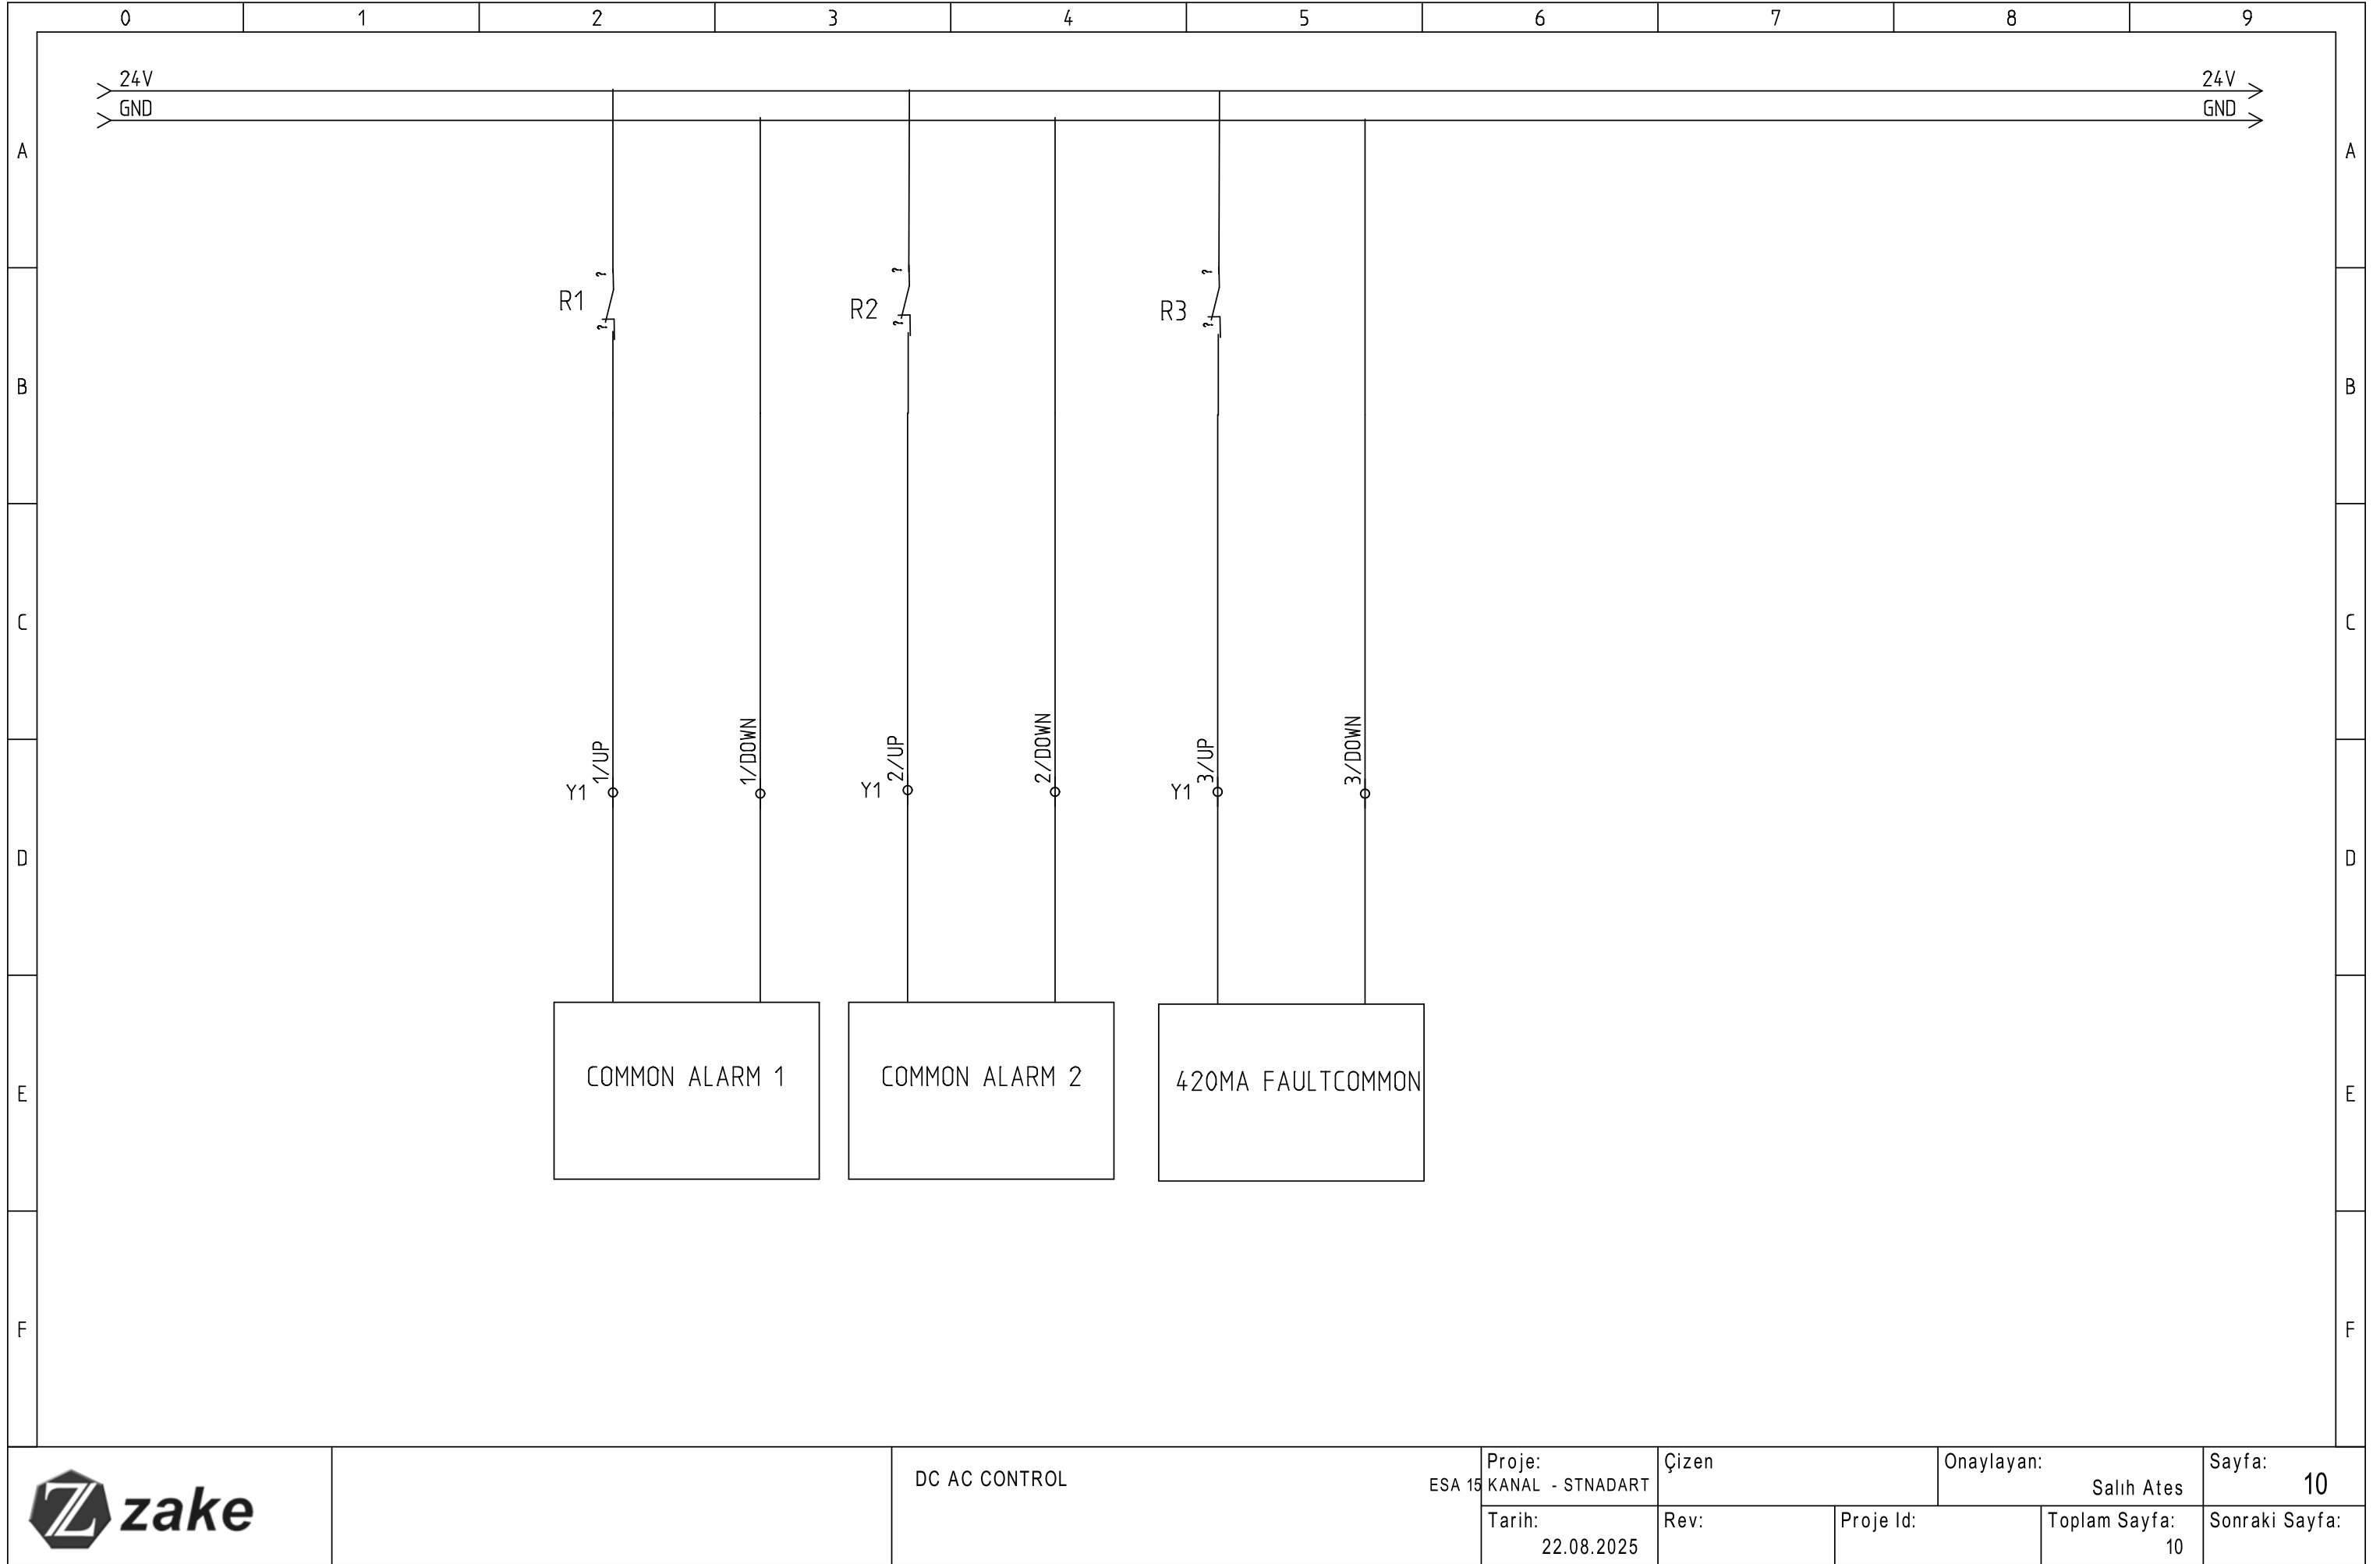 0 1 2 3 4 5 6 7 8 9
24V 24V
GND GND
A A
? ? ?
R1 R2 R3
? ? ?
B B
C C
1/UP 1/DOWN 2/UP 2/DOWN 3/UP 3/DOWN
Y1 Y1 Y1
D D
COMMON ALARM 1 COMMON ALARM 2 420MA FAULTCOMMON
E E
F F
zake
DC AC CONTROL
Proje:
ESA 15 KANAL - STNADART
Çizen
Onaylayan:
Salıh Ates
Sayfa:
10
Tarih:
22.08.2025
Rev:
Proje Id:
Toplam Sayfa:
10
Sonraki Sayfa: